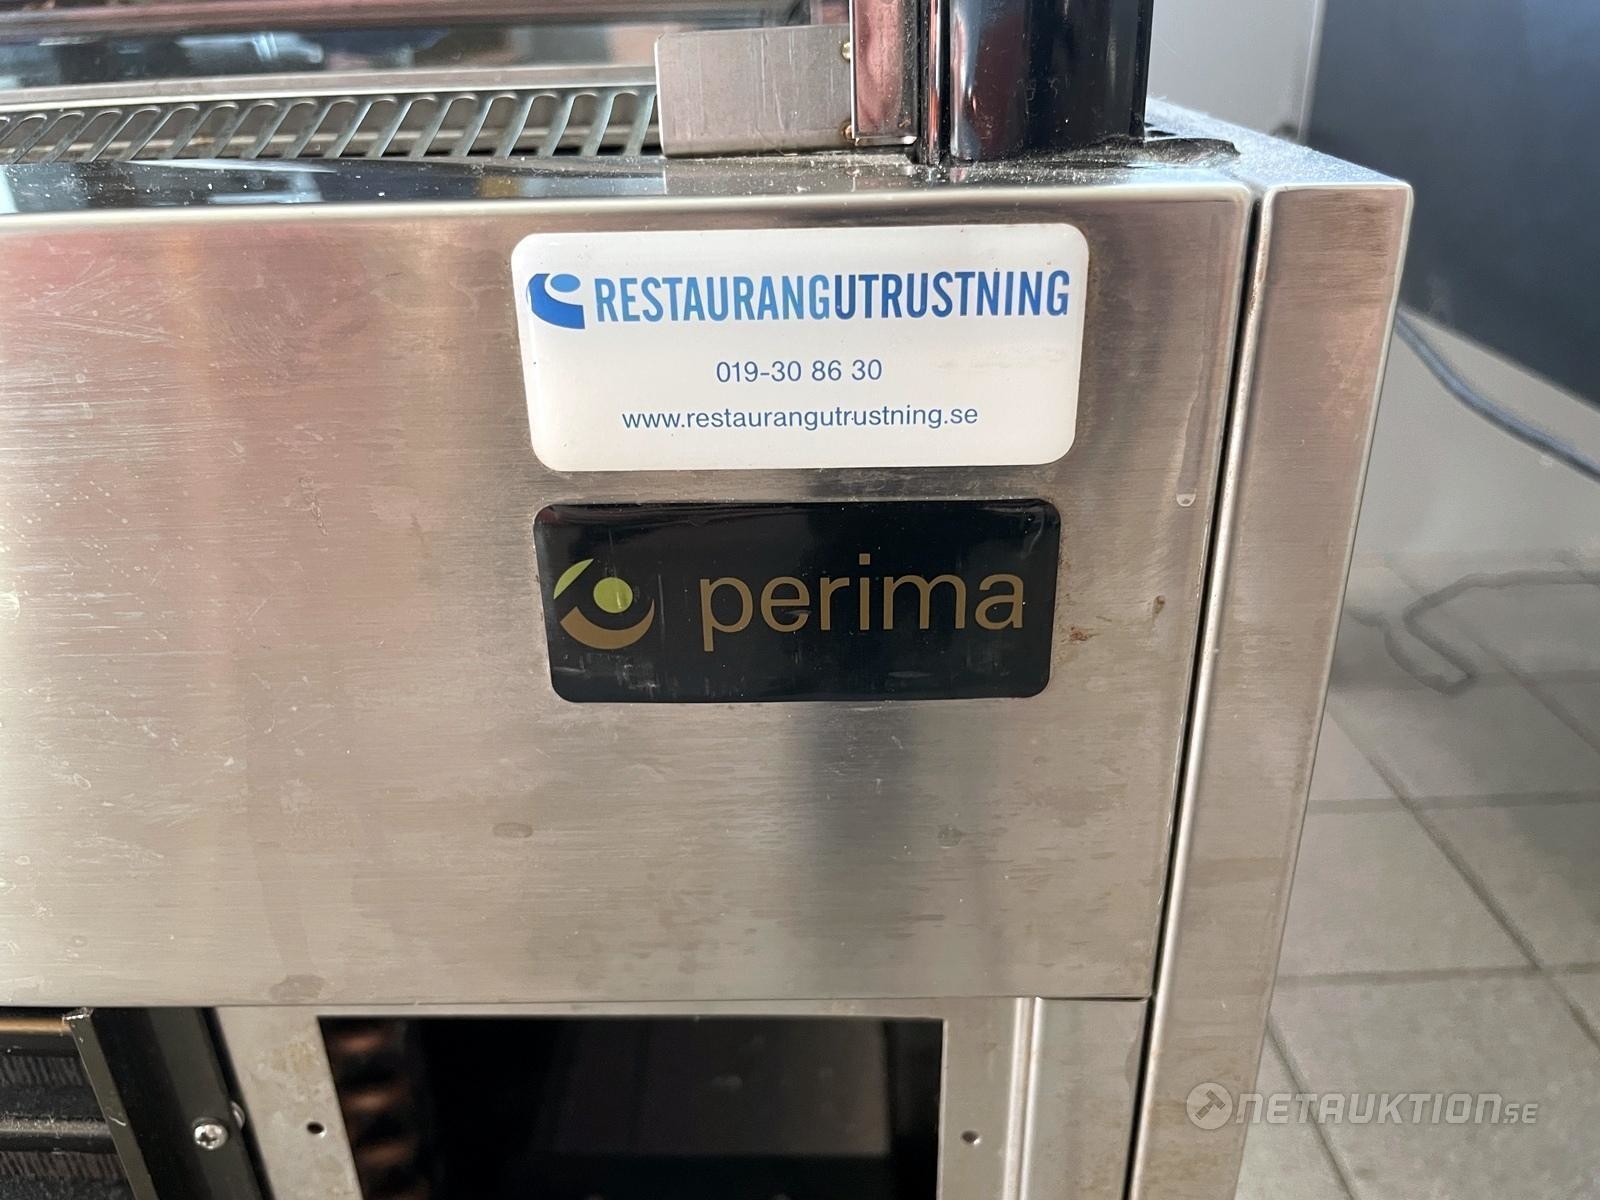 RESTAURANGUTRUSTNING
019-30 86 30
www.restaurangutrustning.se
perima
NETAUKTION.SE